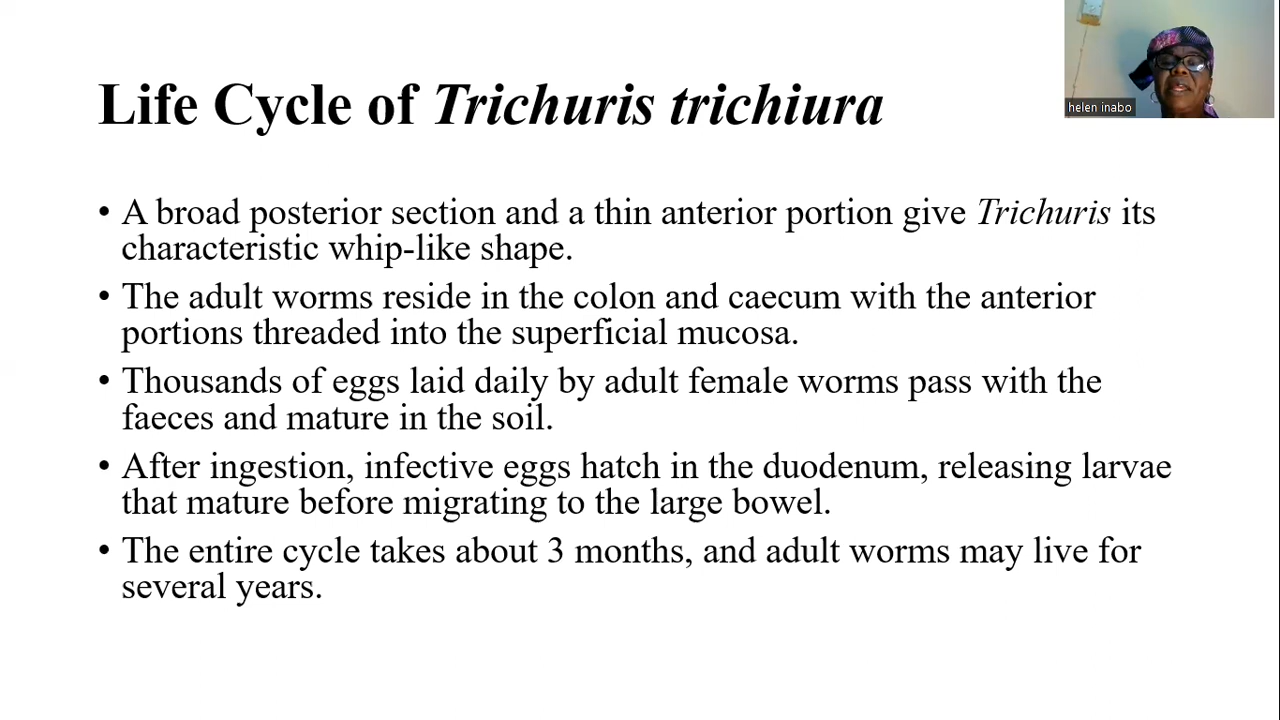 helen inabo
Life Cycle of Trichuris trichiura
• A broad posterior section and a thin anterior portion give Trichuris its
characteristic whip-like shape.
• The adult worms reside in the colon and caecum with the anterior
portions threaded into the superficial mucosa.
• Thousands of eggs laid daily by adult female worms pass with the
faeces and mature in the soil.
• After ingestion, infective eggs hatch in the duodenum, releasing larvae
that mature before migrating to the large bowel.
• The entire cycle takes about 3 months, and adult worms may live for
several years.